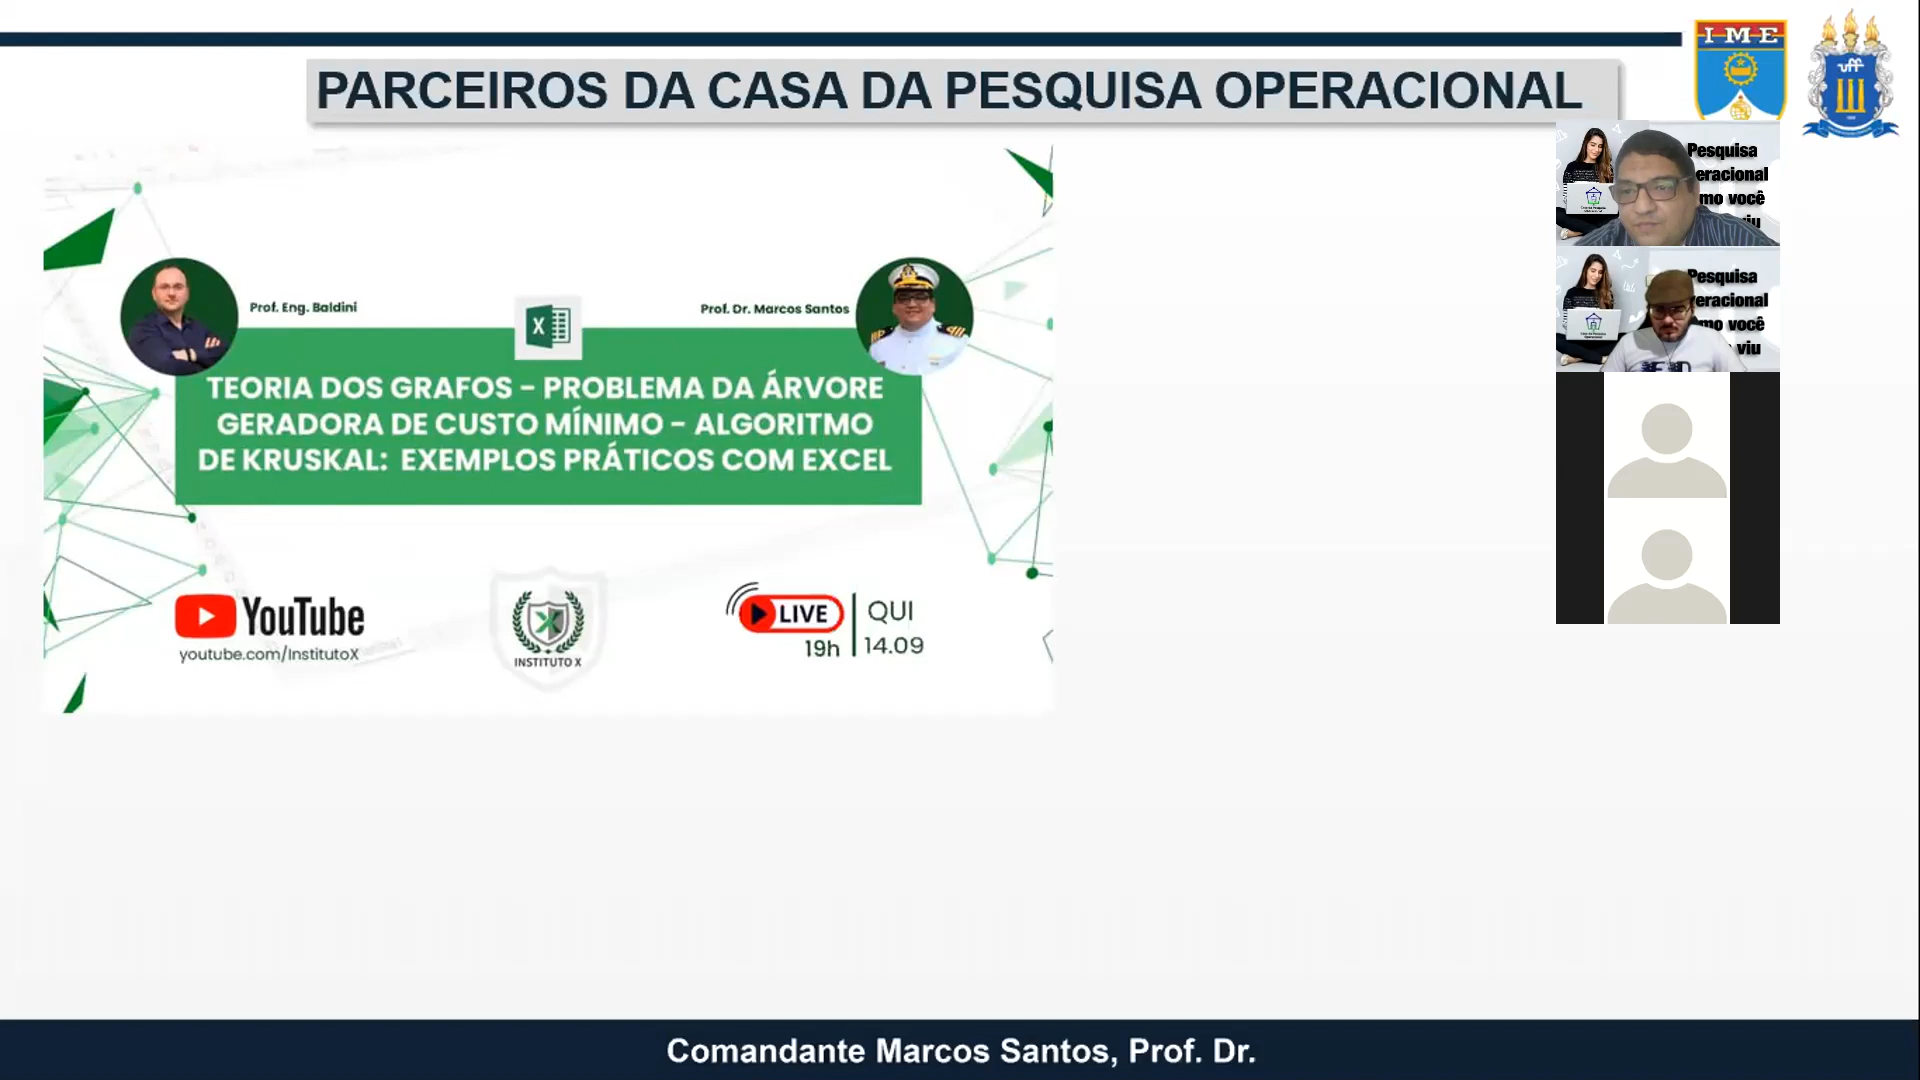 I M E
uff
PARCEIROS DA CASA DA PESQUISA OPERACIONAL
Prof. Eng. Baldini
Prof. Dr. Marcos Santos
X
TEORIA DOS GRAFOS – PROBLEMA DA ÁRVORE
GERADORA DE CUSTO MÍNIMO – ALGORITMO
DE KRUSKAL: EXEMPLOS PRÁTICOS COM EXCEL
YouTube
youtube.com/InstitutoX
INSTITUTO X
LIVE
19h
QUI
14.09
Pesquisa
eracional
mo você
viu
Pesquisa
eracional
mo você
viu
Comandante Marcos Santos, Prof. Dr.